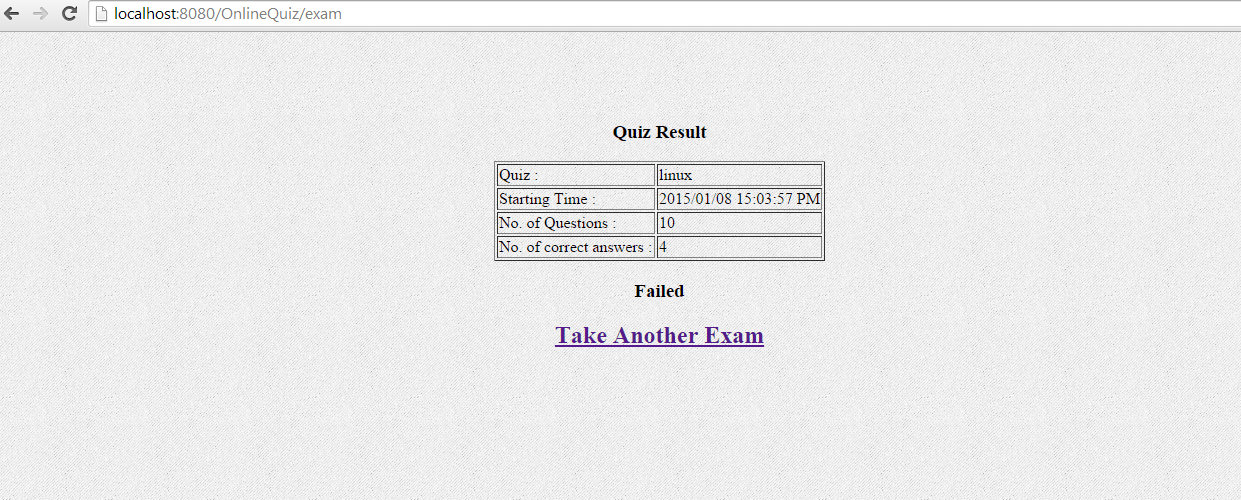 localhost:8080/OnlineQuiz/exam
Quiz Result
Quiz : linux
Starting Time : 2015/01/08 15:03:57 PM
No. of Questions : 10
No. of correct answers : 4
Failed
Take Another Exam